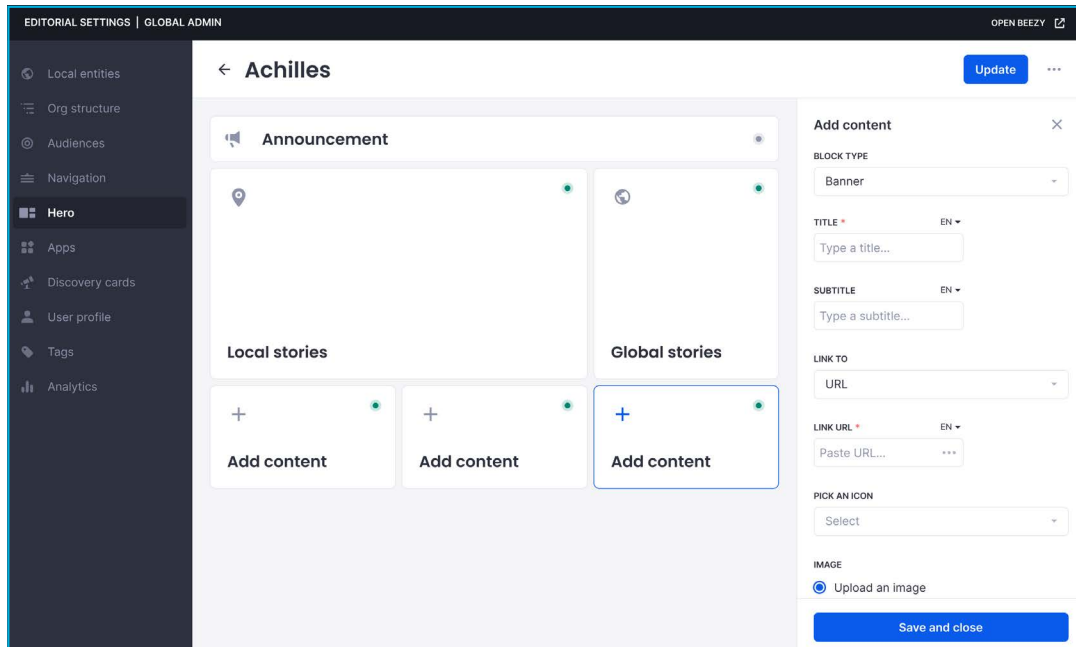 EDITORIAL SETTINGS | GLOBAL ADMIN
OPEN BEEZY
Local entities
Org structure
Audiences
Navigation
Hero
Apps
Discovery cards
User profile
Tags
Analytics
Achilles
Update
Announcement
Local stories
Global stories
Add content
Add content
Add content
Add content
BLOCK TYPE
Banner
TITLE * EN
Type a title...
SUBTITLE EN
Type a subtitle...
LINK TO
URL
LINK URL * EN
Paste URL...
PICK AN ICON
Select
IMAGE
Upload an image
Save and close